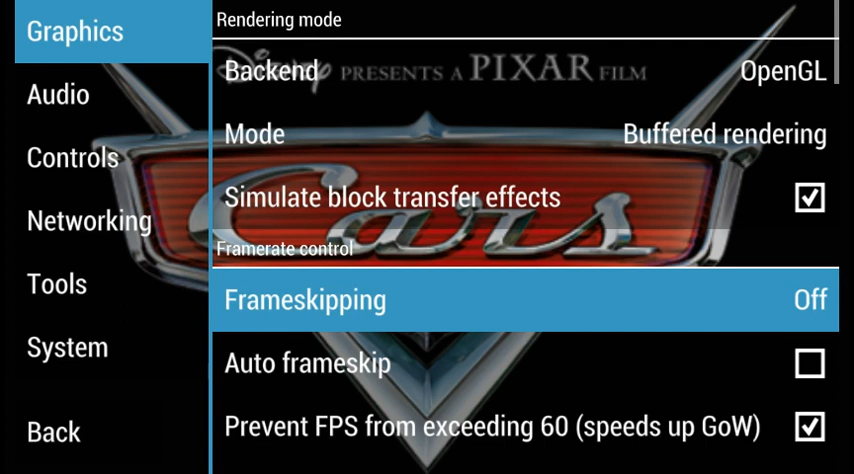 Graphics
Audio
Controls
Networking
Tools
System
Back
Rendering mode
Disney PRESENTS A PIXAR FILM
Backend OpenGL
Mode Buffered rendering
Cars
Simulate block transfer effects
Framerate control
Frameskipping Off
Auto frameskip
Prevent FPS from exceeding 60 (speeds up GoW)